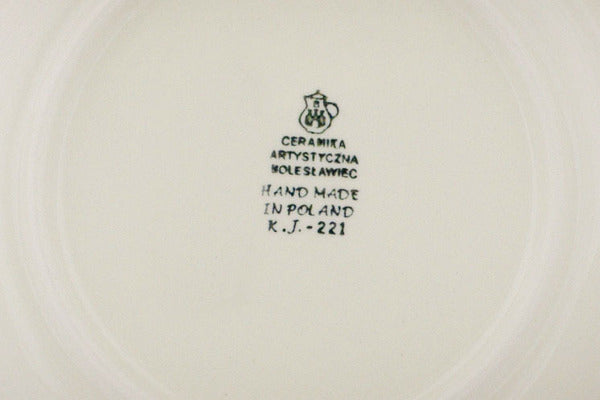 CERAMIKA
ARTYSTYCZNA
BOLESŁAWIEC
HAND MADE
IN POLAND
K.J.-221